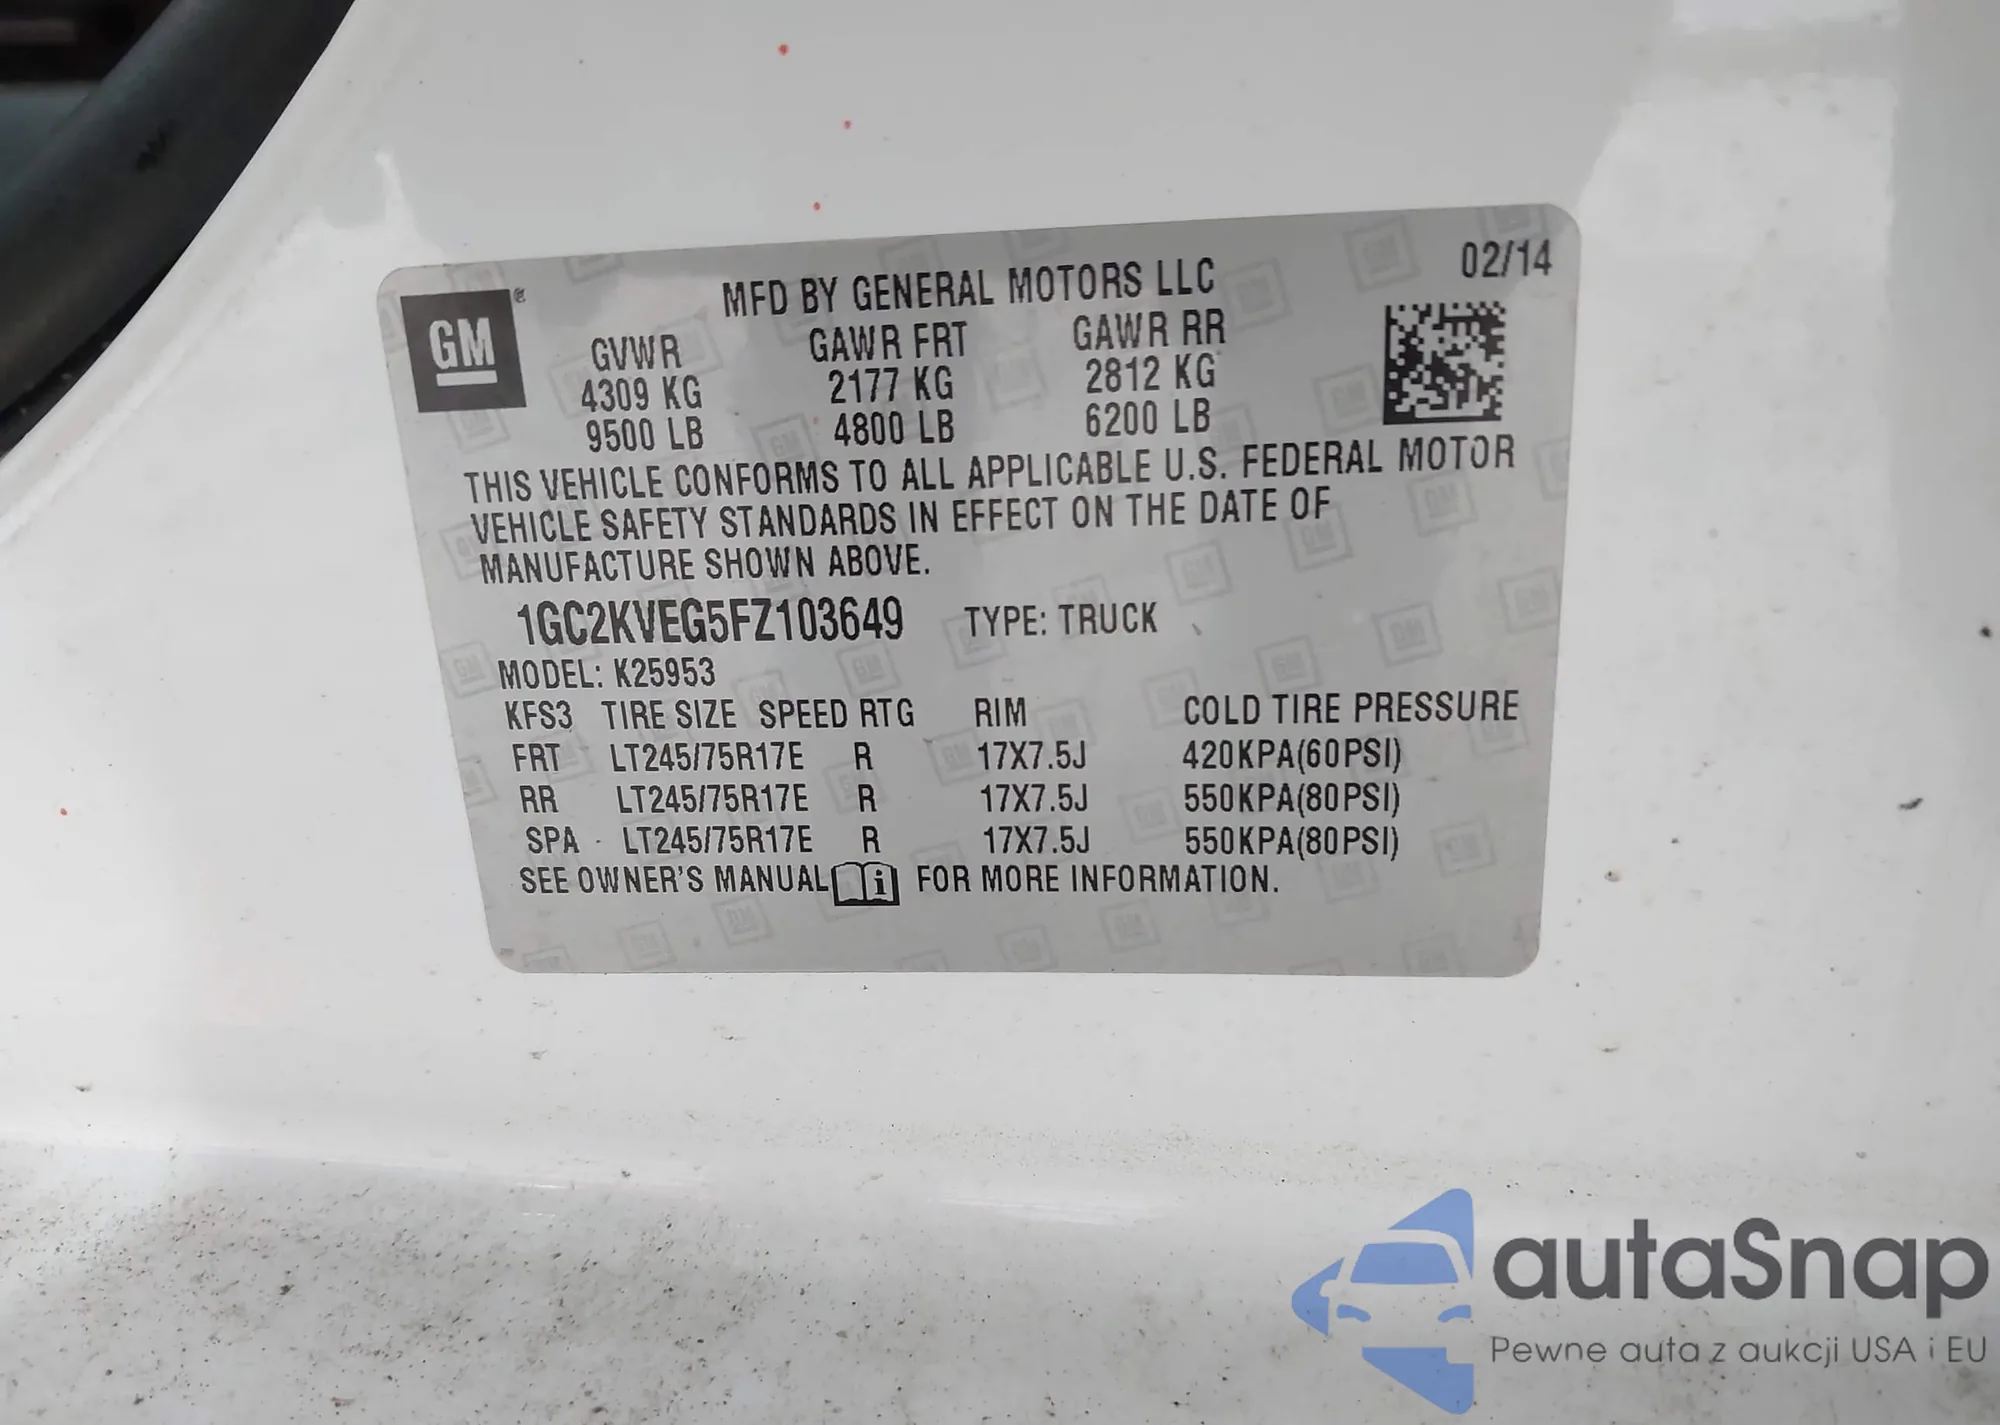 GM®
MFD BY GENERAL MOTORS LLC
02/14
GVWR GAWR FRT GAWR RR
4309 KG 2177 KG 2812 KG
9500 LB 4800 LB 6200 LB
THIS VEHICLE CONFORMS TO ALL APPLICABLE U.S. FEDERAL MOTOR
VEHICLE SAFETY STANDARDS IN EFFECT ON THE DATE OF
MANUFACTURE SHOWN ABOVE.
1GC2KVEG5FZ103649 TYPE: TRUCK
MODEL: K25953
KFS3 TIRE SIZE SPEED RTG RIM COLD TIRE PRESSURE
FRT LT245/75R17E R 17X7.5J 420KPA(60PSI)
RR LT245/75R17E R 17X7.5J 550KPA(80PSI)
SPA LT245/75R17E R 17X7.5J 550KPA(80PSI)
SEE OWNER'S MANUAL i FOR MORE INFORMATION.
autaSnap
Pewne auta z aukcji USA i EU